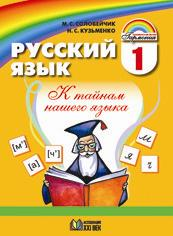 М.С. СОЛОВЕЙЧИК
Н.С. КУЗЬМЕНКО
РУССКИЙ
ЯЗЫК
Гармония
1
К тайнам
нашего языка
[м'] [ч']
[а]
м
я ч
АССОЦИАЦИЯ
XXI ВЕК